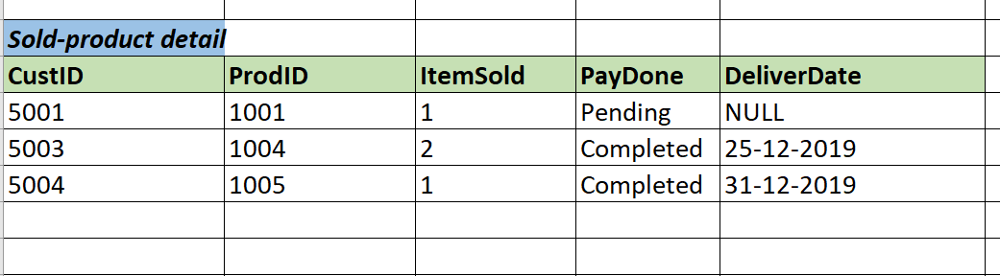 Sold-product detail
CustID ProdID ItemSold PayDone DeliverDate
5001 1001 1 Pending NULL
5003 1004 2 Completed 25-12-2019
5004 1005 1 Completed 31-12-2019